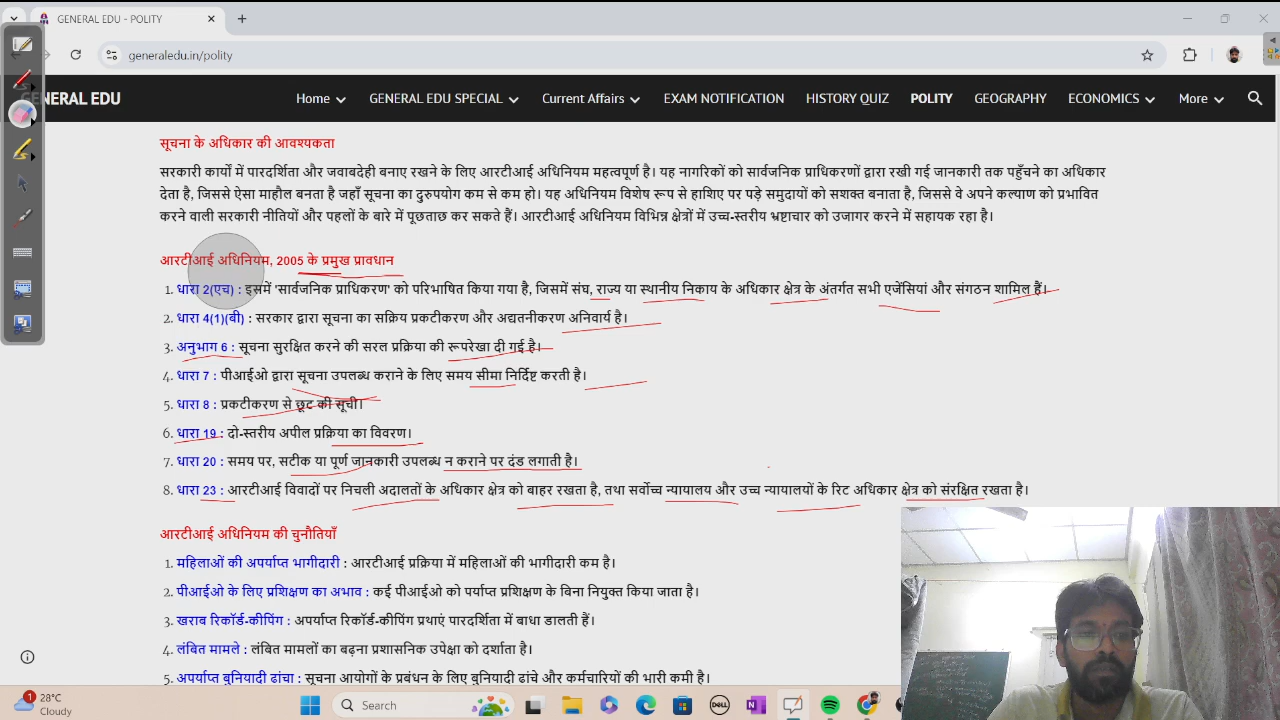 GENERAL EDU - POLITY
generaledu.in/polity
GENERAL EDU
Home
GENERAL EDU SPECIAL
Current Affairs
EXAM NOTIFICATION
HISTORY QUIZ
POLITY
GEOGRAPHY
ECONOMICS
More
सूचना के अधिकार की आवश्यकता
सरकारी कार्यों में पारदर्शिता और जवाबदेही बनाए रखने के लिए आरटीआई अधिनियम महत्वपूर्ण है। यह नागरिकों को सार्वजनिक प्राधिकरणों द्वारा रखी गई जानकारी तक पहुँचने का अधिकार
देता है, जिससे ऐसा माहौल बनता है जहाँ सूचना का दुरुपयोग कम से कम हो। यह अधिनियम विशेष रूप से हाशिए पर पड़े समुदायों को सशक्त बनाता है, जिससे वे अपने कल्याण को प्रभावित
करने वाली सरकारी नीतियों और पहलों के बारे में पूछताछ कर सकते हैं। आरटीआई अधिनियम विभिन्न क्षेत्रों में उच्च-स्तरीय भ्रष्टाचार को उजागर करने में सहायक रहा है।
आरटीआई अधिनियम, 2005 के प्रमुख प्रावधान
1. धारा 2(एच) : इसमें 'सार्वजनिक प्राधिकरण' को परिभाषित किया गया है, जिसमें संघ, राज्य या स्थानीय निकाय के अधिकार क्षेत्र के अंतर्गत सभी एजेंसियां और संगठन शामिल हैं।
2. धारा 4(1)(बी) : सरकार द्वारा सूचना का सक्रिय प्रकटीकरण और अद्यतनीकरण अनिवार्य है।
3. अनुभाग 6 : सूचना सुरक्षित करने की सरल प्रक्रिया की रूपरेखा दी गई है।
4. धारा 7 : पीआईओ द्वारा सूचना उपलब्ध कराने के लिए समय सीमा निर्दिष्ट करती है।
5. धारा 8 : प्रकटीकरण से छूट की सूची।
6. धारा 19 : दो-स्तरीय अपील प्रक्रिया का विवरण।
7. धारा 20 : समय पर, सटीक या पूर्ण जानकारी उपलब्ध न कराने पर दंड लगाती है।
8. धारा 23 : आरटीआई विवादों पर निचली अदालतों के अधिकार क्षेत्र को बाहर रखता है, तथा सर्वोच्च न्यायालय और उच्च न्यायालयों के रिट अधिकार क्षेत्र को संरक्षित रखता है।
आरटीआई अधिनियम की चुनौतियाँ
1. महिलाओं की अपर्याप्त भागीदारी : आरटीआई प्रक्रिया में महिलाओं की भागीदारी कम है।
2. पीआईओ के लिए प्रशिक्षण का अभाव : कई पीआईओ को पर्याप्त प्रशिक्षण के बिना नियुक्त किया जाता है।
3. खराब रिकॉर्ड-कीपिंग : अपर्याप्त रिकॉर्ड-कीपिंग प्रथाएं पारदर्शिता में बाधा डालती हैं।
4. लंबित मामले : लंबित मामलों का बढ़ना प्रशासनिक उपेक्षा को दर्शाता है।
5. अपर्याप्त बुनियादी ढांचा : सूचना आयोगों के प्रबंधन के लिए बुनियादी ढांचे और कर्मचारियों की भारी कमी है।
1
28°C
Cloudy
Search
DELL